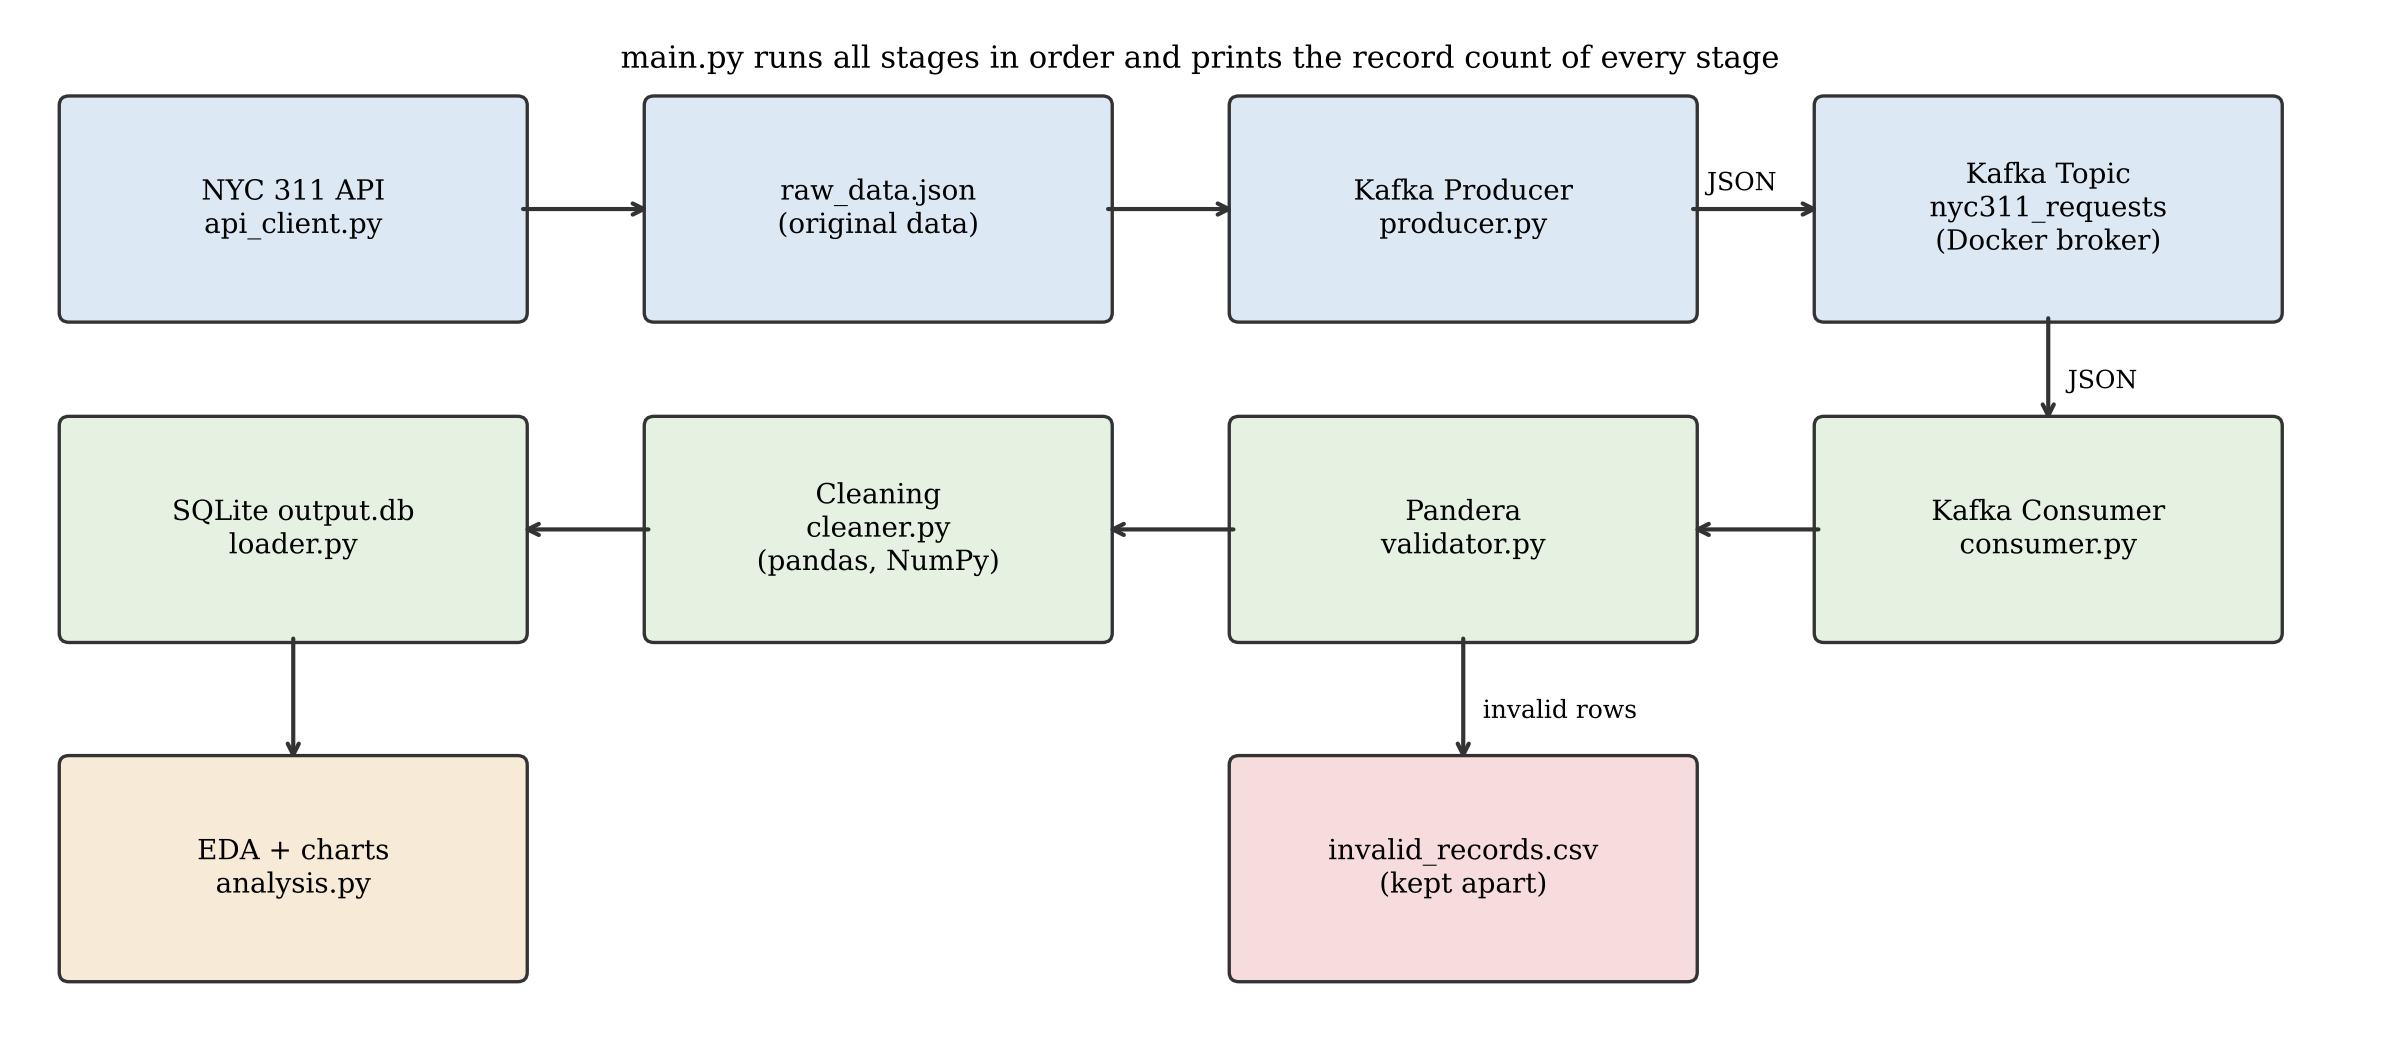 main.py runs all stages in order and prints the record count of every stage
NYC 311 API
api_client.py
raw_data.json
(original data)
Kafka Producer
producer.py
JSON
Kafka Topic
nyc311_requests
(Docker broker)
JSON
SQLite output.db
loader.py
Cleaning
cleaner.py
(pandas, NumPy)
Pandera
validator.py
Kafka Consumer
consumer.py
invalid rows
EDA + charts
analysis.py
invalid_records.csv
(kept apart)